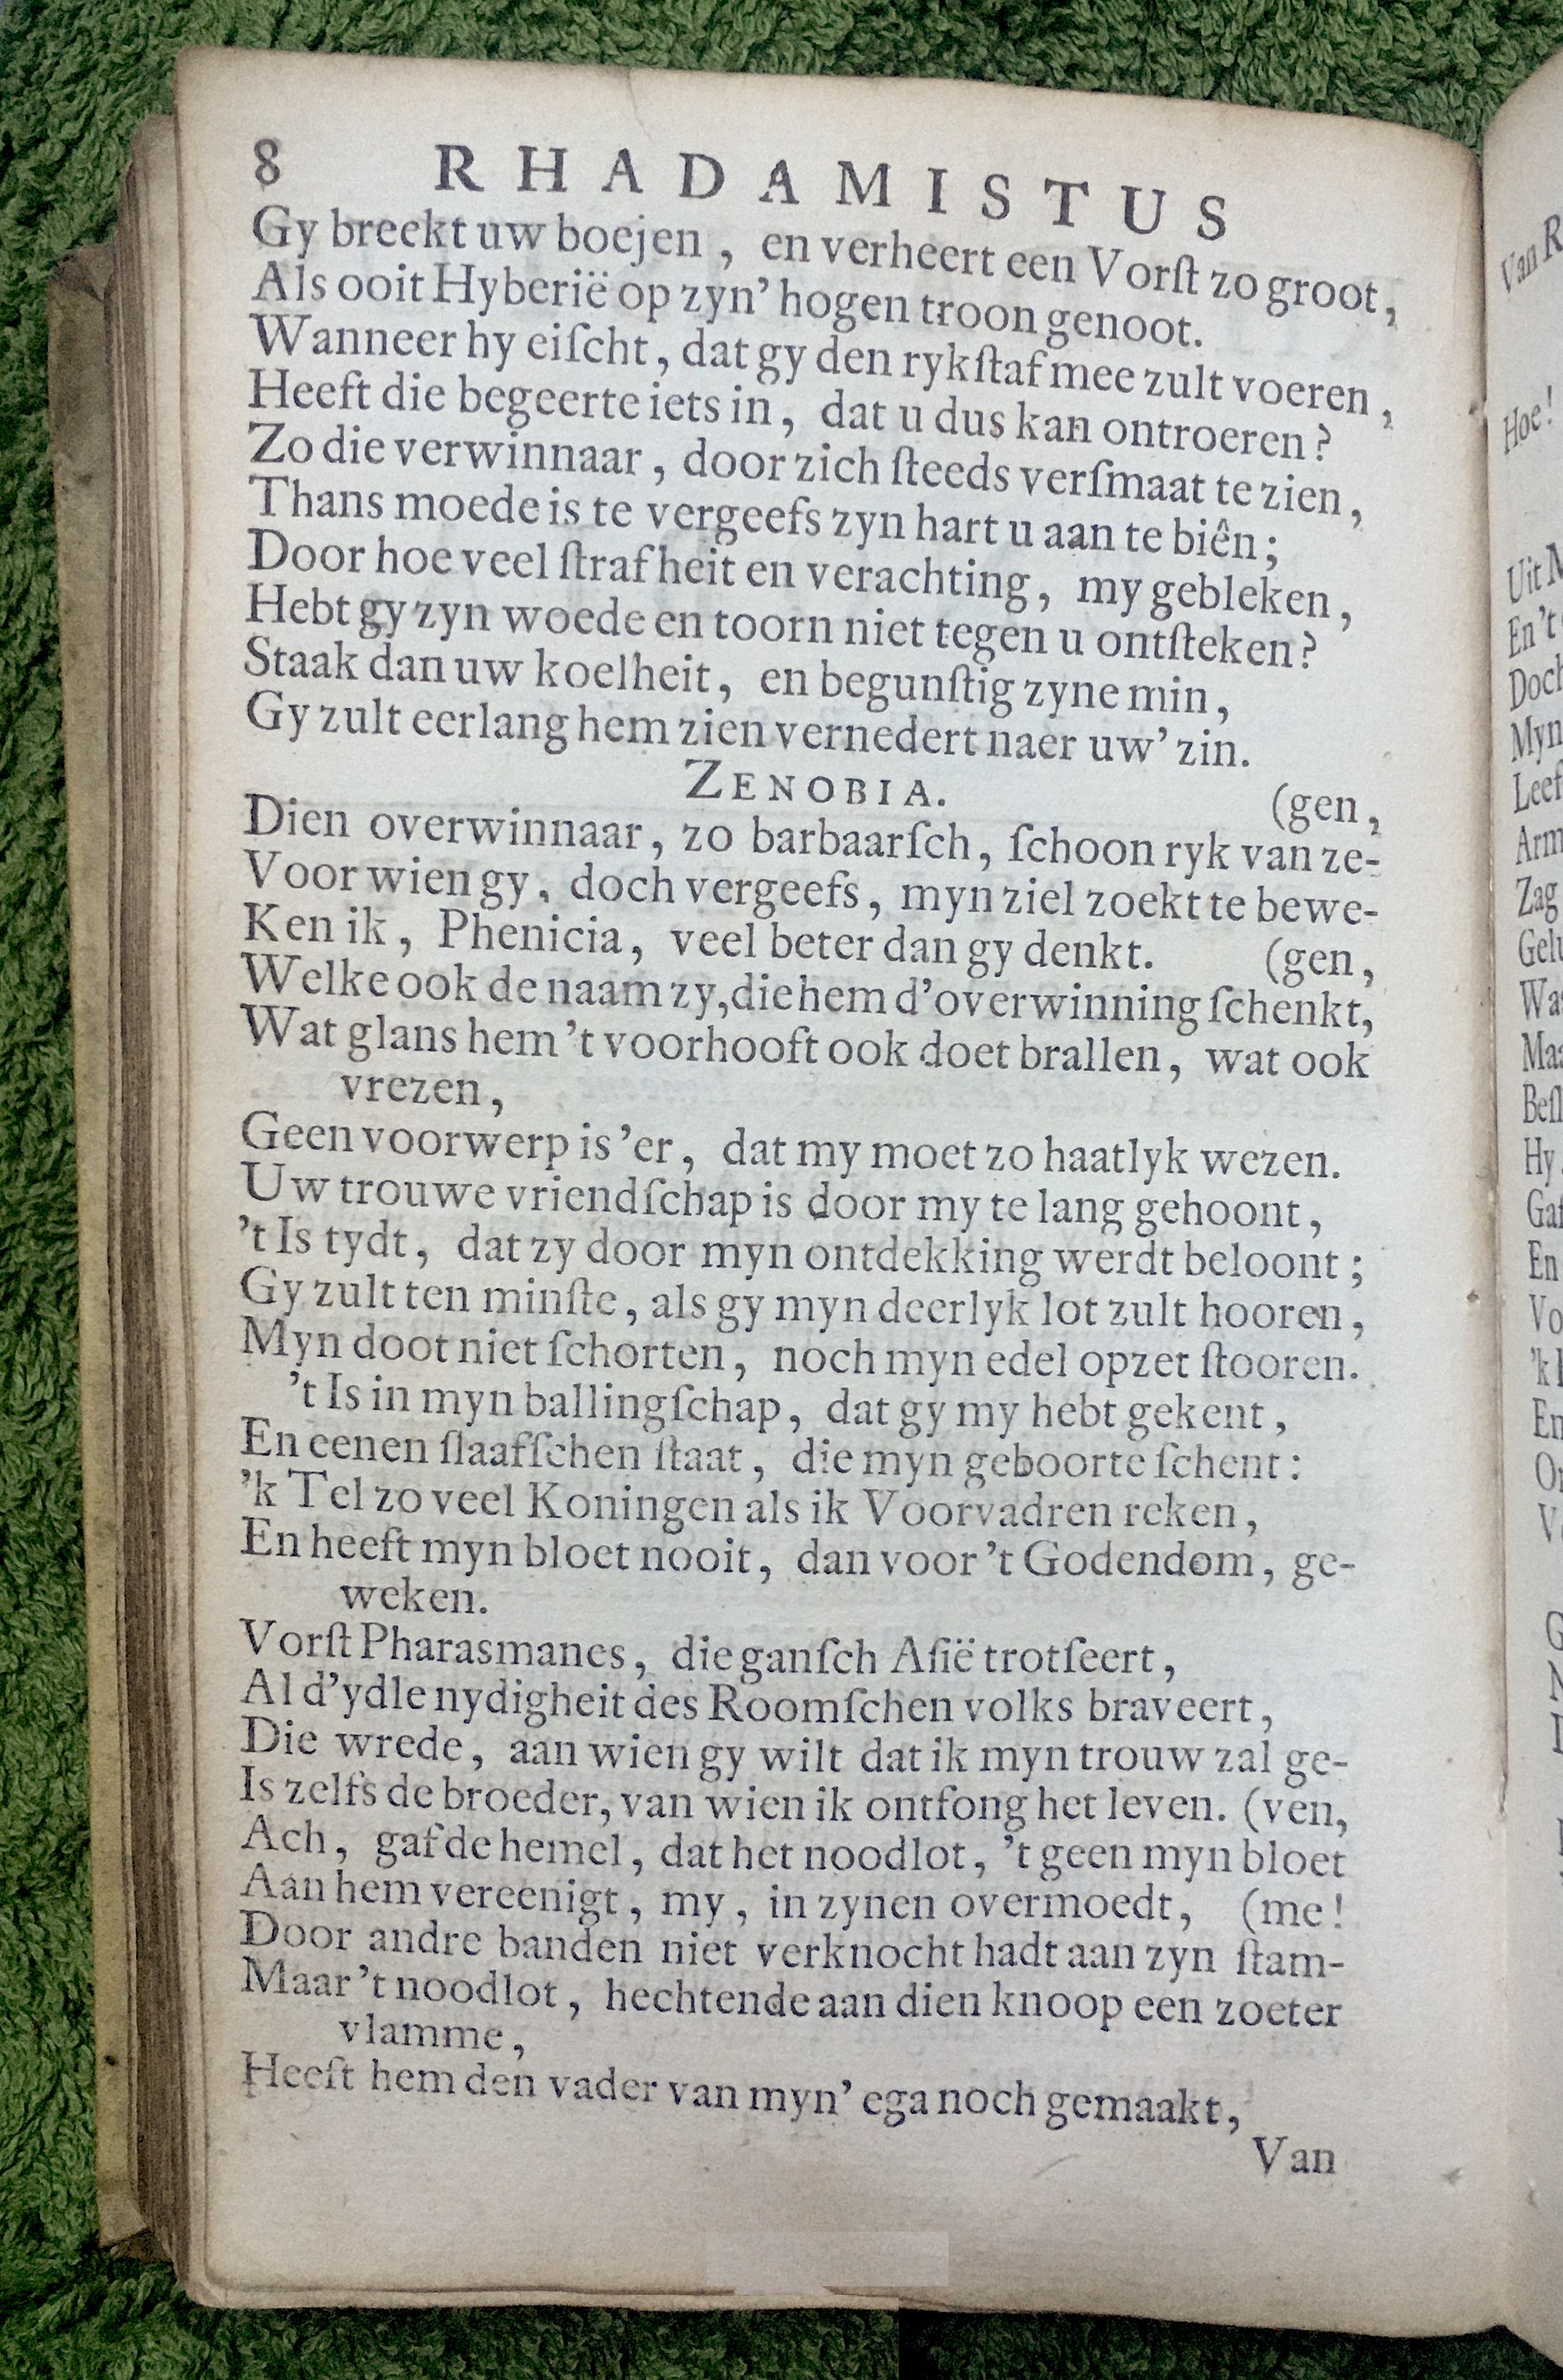 8 RHADAMISTUS
Gy breekt uw boejen, en verheert een Vorſt zo groot,
Als ooit Hyberië op zyn' hogen troon genoot.
Wanneer hy eiſcht, dat gy den rykſtaf mee zult voeren,
Heeft die begeerte iets in, dat u dus kan ontroeren?
Zo die verwinnaar, door zich ſteeds verſmaat te zien,
Thans moede is te vergeefs zyn hart u aan te biên;
Door hoe veel ſtrafheit en verachting, my gebleken,
Hebt gy zyn woede en toorn niet tegen u ontſteken?
Staak dan uw koelheit, en begunſtig zyne min,
Gy zult eerlang hem zien vernedert naer uw' zin.
ZENOBIA. (gen,
Dien overwinnaar, zo barbaarſch, ſchoon ryk van ze-
Voor wien gy, doch vergeefs, myn ziel zoekt te bewe-
Ken ik, Phenicia, veel beter dan gy denkt. (gen,
Welke ook de naam zy, die hem d'overwinning ſchenkt,
Wat glans hem 't voorhooft ook doet brallen, wat ook
vrezen,
Geen voorwerp is 'er, dat my moet zo haatlyk wezen.
Uw trouwe vriendſchap is door my te lang gehoont,
't Is tydt, dat zy door myn ontdekking werdt beloont;
Gy zult ten minſte, als gy myn deerlyk lot zult hooren,
Myn doot niet ſchorten, noch myn edel opzet ſtooren.
't Is in myn ballingſchap, dat gy my hebt gekent,
En eenen ſlaafſchen ſtaat, die myn geboorte ſchent:
'k Tel zo veel Koningen als ik Voorvadren reken,
En heeft myn bloet nooit, dan voor 't Godendom, ge-
weken.
Vorſt Pharasmanes, die ganſch Aſië trotſeert,
Al d'ydle nydigheit des Roomſchen volks braveert,
Die wrede, aan wien gy wilt dat ik myn trouw zal ge-
Is zelfs de broeder, van wien ik ontfong het leven. (ven,
Ach, gaf de hemel, dat het noodlot, 't geen myn bloet
Aan hem vereenigt, my, in zynen overmoedt, (me!
Door andre banden niet verknocht hadt aan zyn ſtam-
Maar 't noodlot, hechtende aan dien knoop een zoeter
vlamme,
Heeft hem den vader van myn' ega noch gemaakt,
Van
Van R
Hoe!
Uit M
En 't
Doch
Myn
Leef
Arm
Zag
Gelu
Maa
Hy
En
Vo